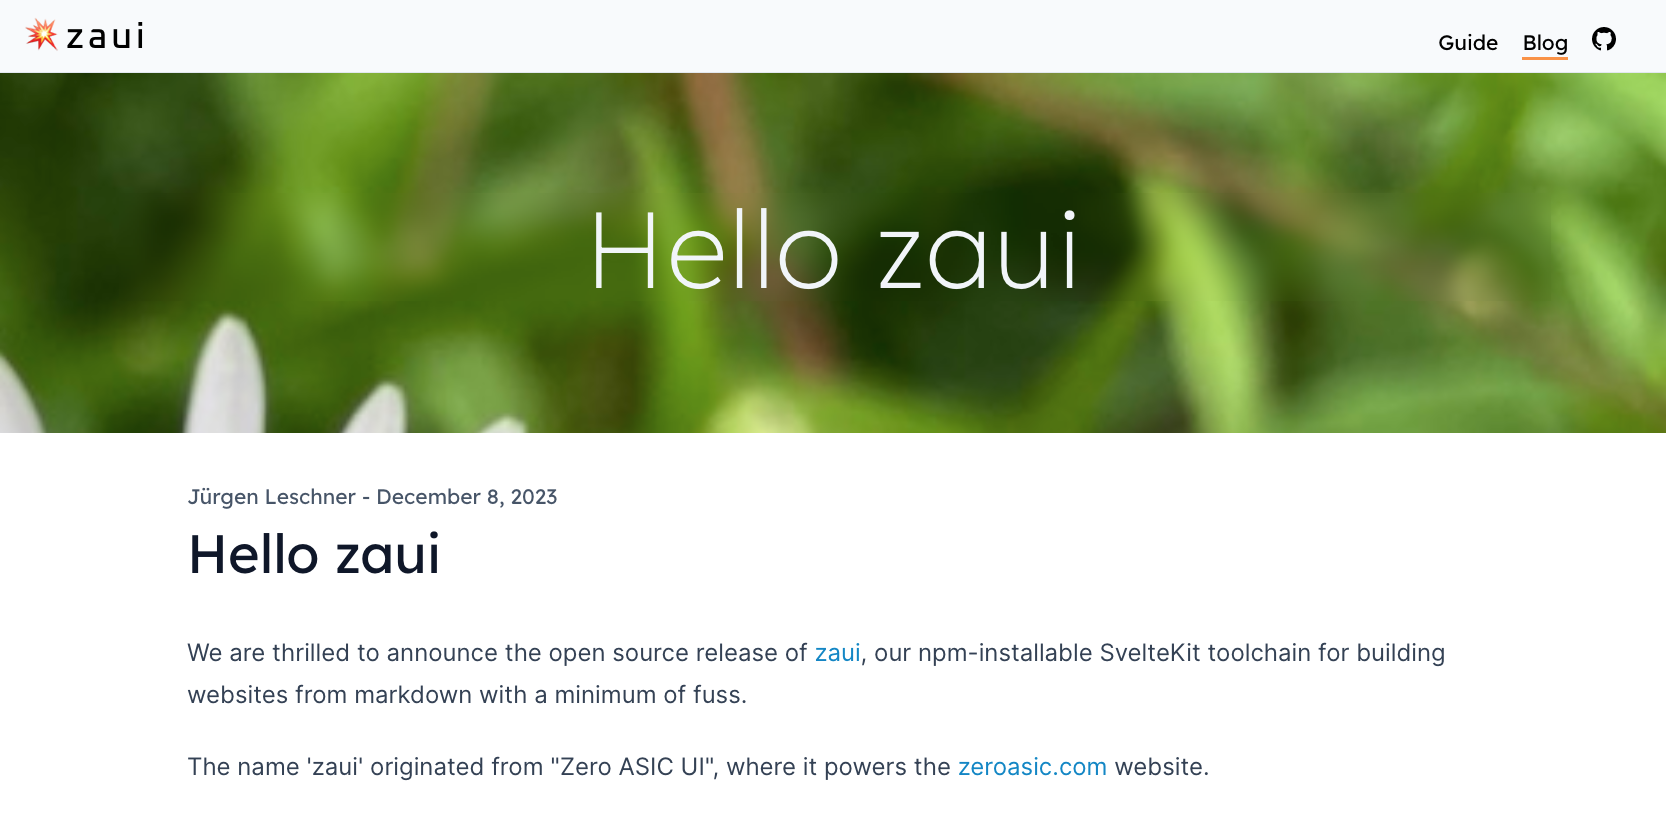 zaui
Guide Blog
Hello zaui
Jürgen Leschner - December 8, 2023
Hello zaui
We are thrilled to announce the open source release of zaui, our npm-installable SvelteKit toolchain for building
websites from markdown with a minimum of fuss.
The name 'zaui' originated from "Zero ASIC UI", where it powers the zeroasic.com website.